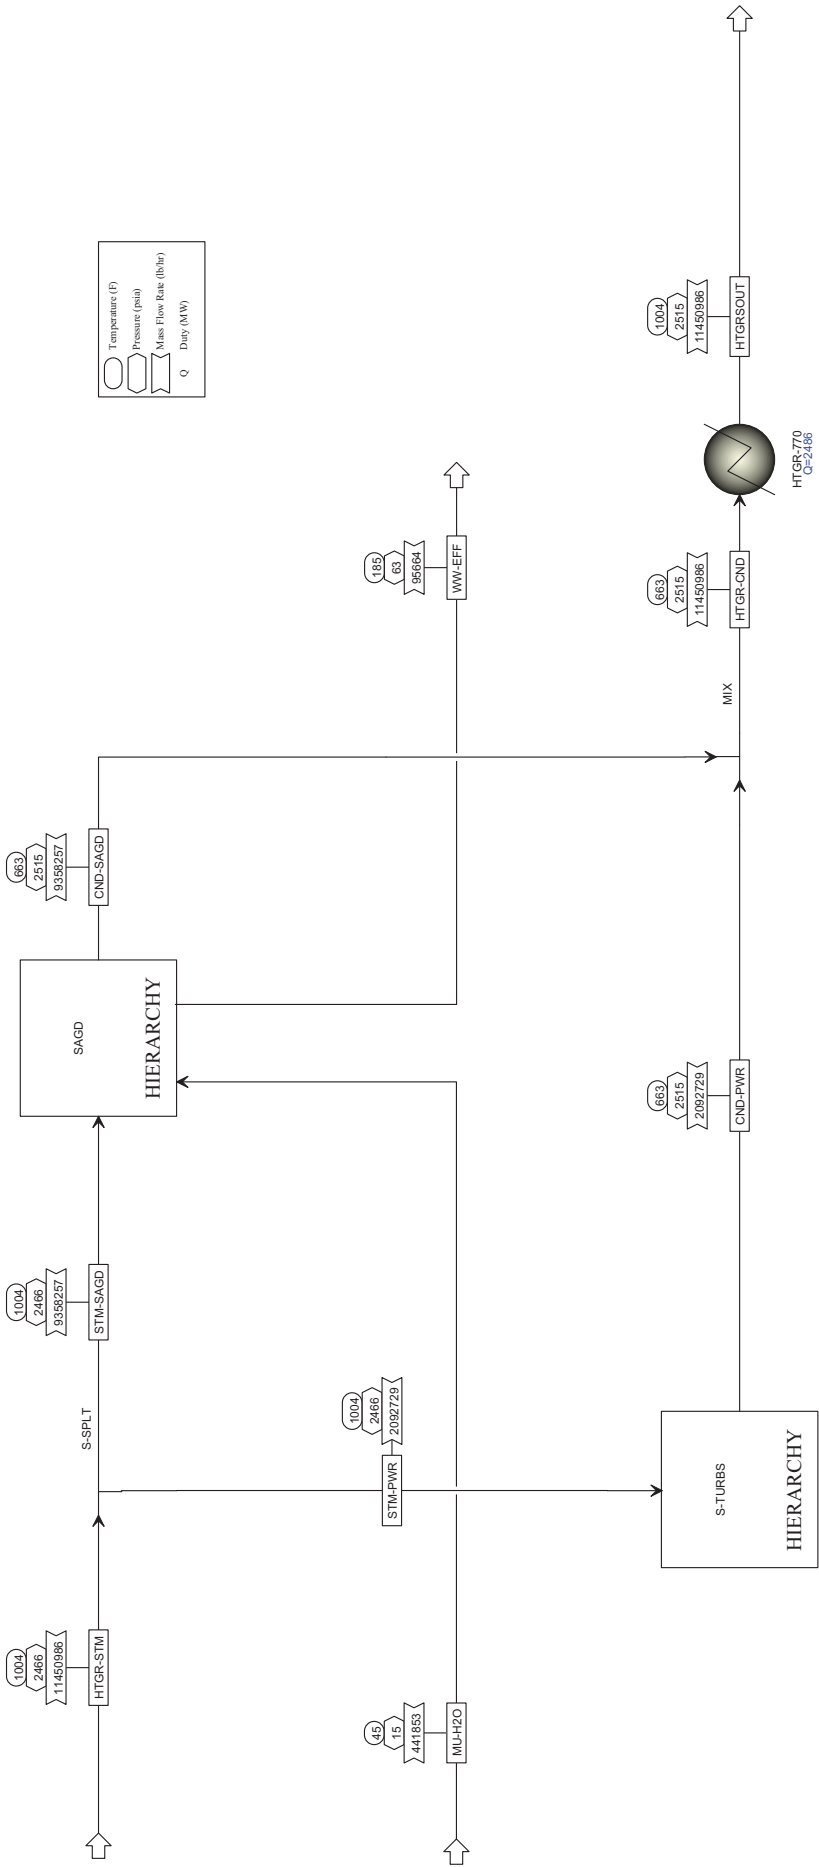 Temperature (F)
Pressure (psia)
Mass Flow Rate (lb/hr)
Q Duty (MW)
1004
2466
11450986
HTGR-STM
S-SPLT
1004
2466
9358257
STM-SAGD
SAGD
HIERARCHY
663
2515
9358257
CND-SAGD
1004
2466
2092729
STM-PWR
45
15
441853
MU-H2O
185
63
95664
WW-EFF
S-TURBS
HIERARCHY
663
2515
2092729
CND-PWR
MIX
663
2515
11450986
HTGR-CND
HTGR-770
Q=2486
1004
2515
11450986
HTGRSOUT